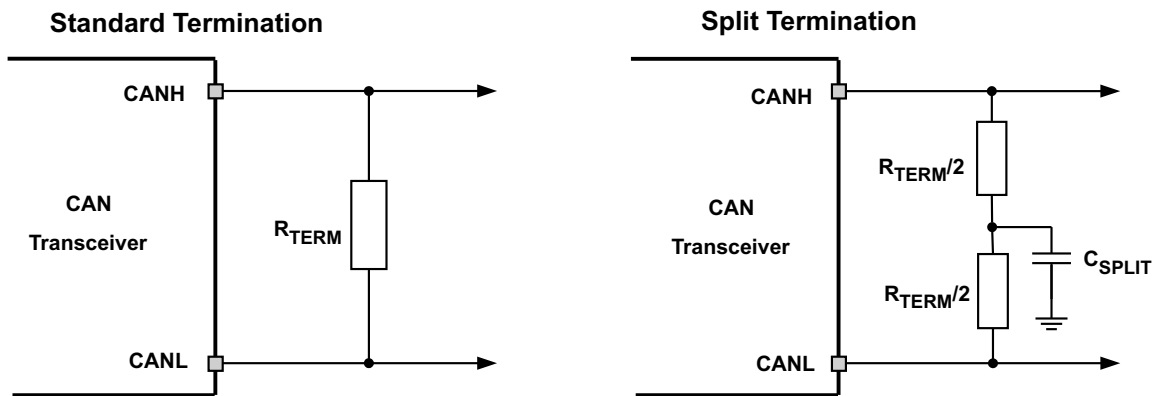 Standard Termination
CANH
CAN
Transceiver
RTERM
CANL
Split Termination
CANH
RTERM/2
CAN
Transceiver
CSPLIT
RTERM/2
CANL